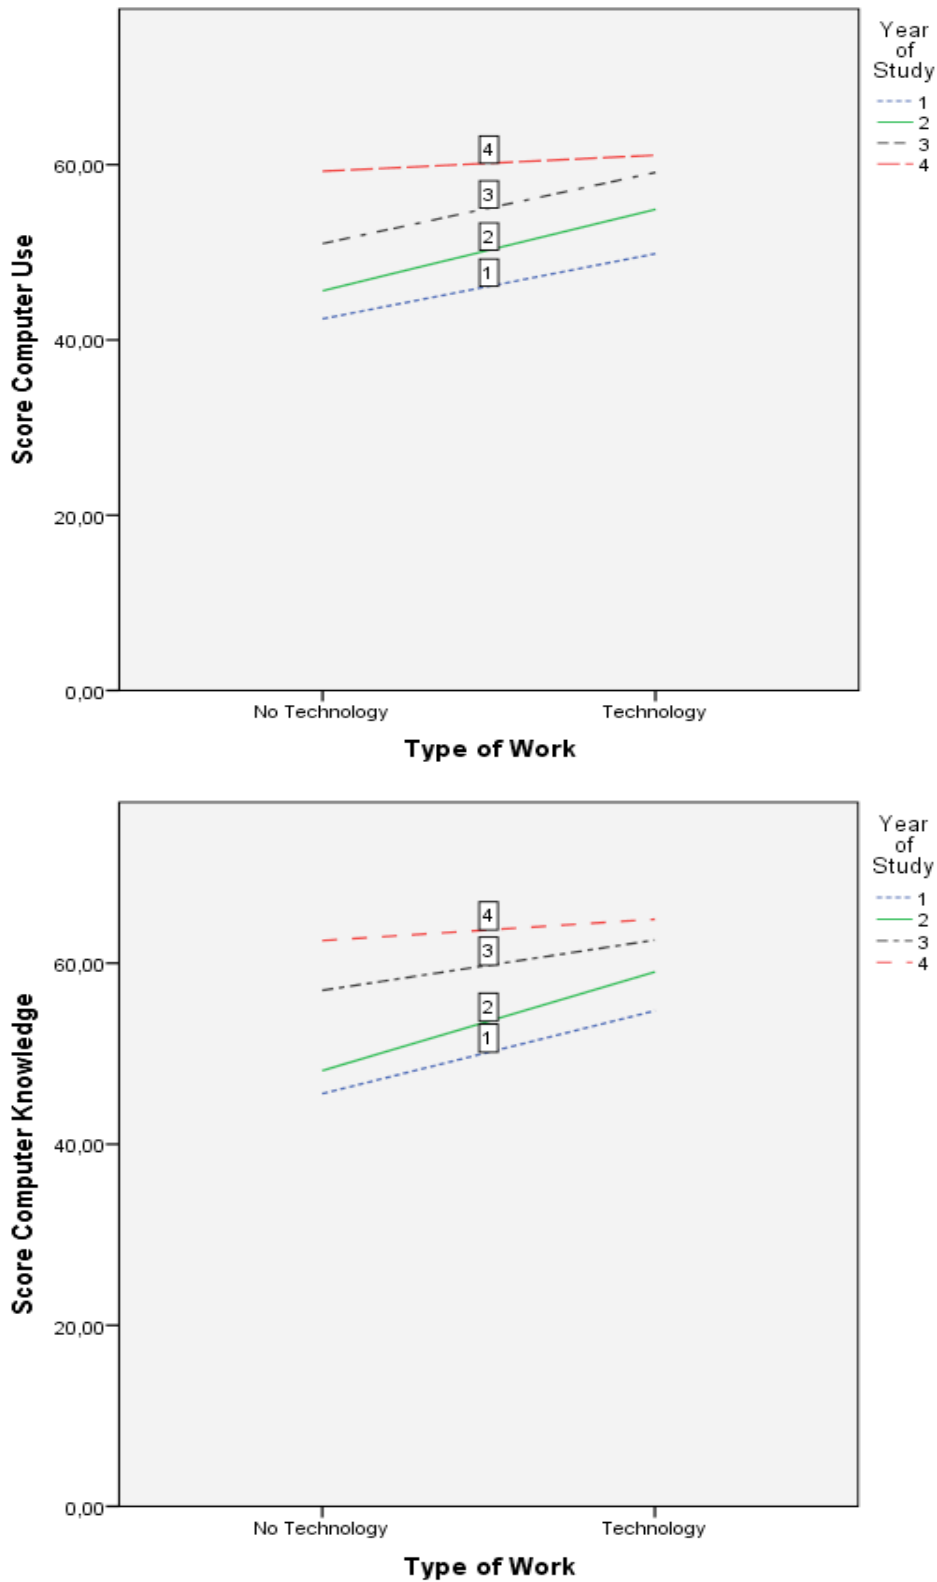 Year
of
Study
1
2
3
4
4
3
2
1
60,00
40,00
20,00
0,00
Score Computer Use
No Technology Technology
Type of Work
Year
of
Study
1
2
3
4
4
3
2
1
60,00
40,00
20,00
0,00
Score Computer Knowledge
No Technology Technology
Type of Work